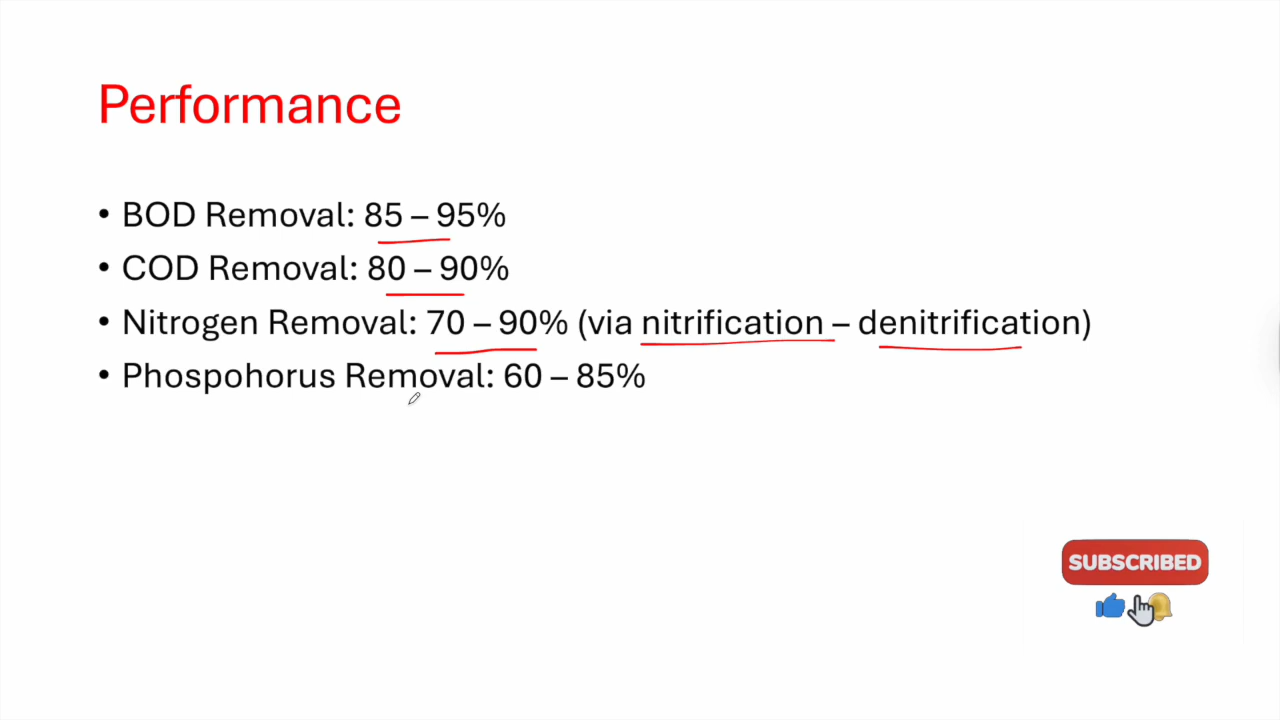 Performance
• BOD Removal: 85 – 95%
• COD Removal: 80 – 90%
• Nitrogen Removal: 70 – 90% (via nitrification – denitrification)
• Phospohorus Removal: 60 – 85%
SUBSCRIBED